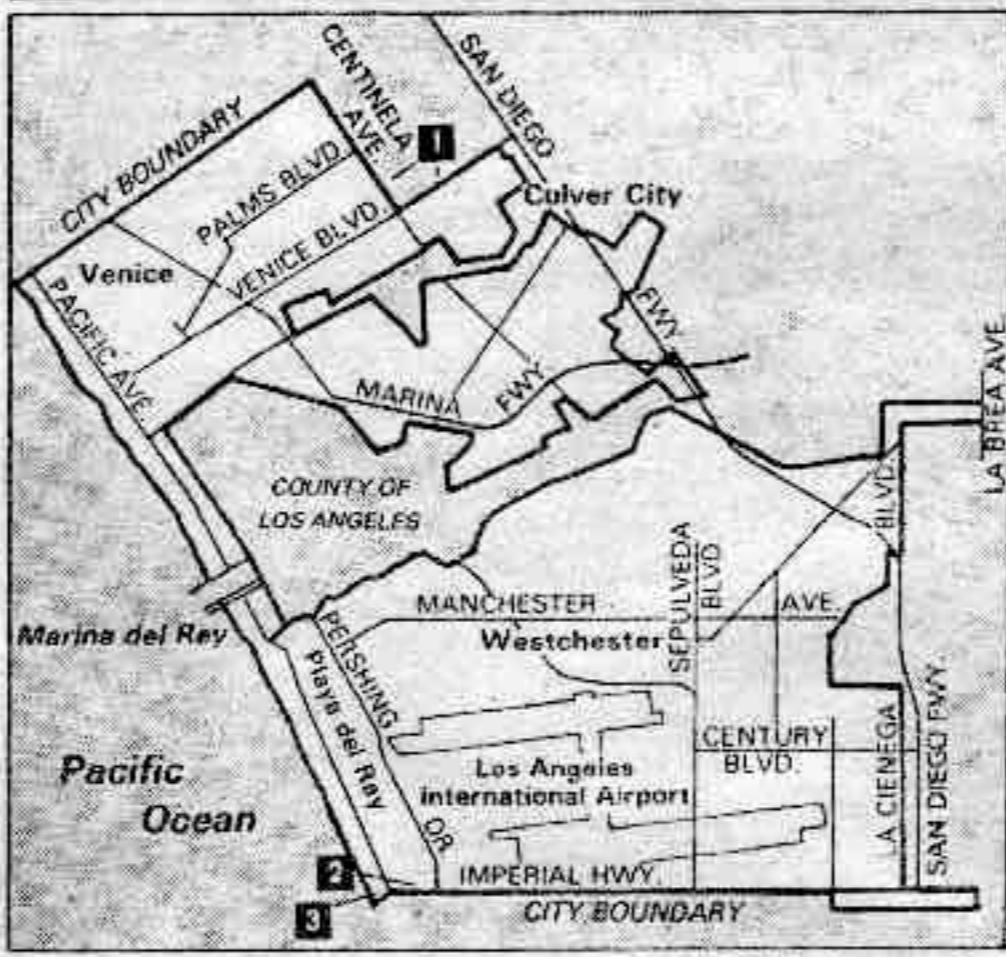 CENTINELA
AVE.
SAN DIEGO
1
CITY BOUNDARY
PALMS BLVD.
Culver City
VENICE BLVD.
Venice
PACIFIC AVE.
FWY
MARINA
FWY
LA BREA AVE.
COUNTY OF
LOS ANGELES
BLVD.
SEPULVEDA
BLVD
MANCHESTER
AVE.
Marina del Rey
Westchester
PERSHING
Playa del Rey
CENTURY
BLVD.
Pacific
Ocean
Los Angeles
International Airport
LA CIENEGA
SAN DIEGO FWY.
DR
2
IMPERIAL HWY.
3
CITY BOUNDARY